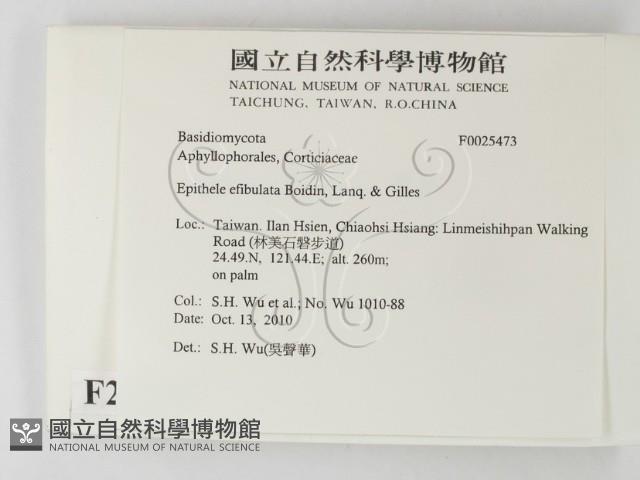 國立自然科學博物館
NATIONAL MUSEUM OF NATURAL SCIENCE
TAICHUNG, TAIWAN, R.O.CHINA
Basidiomycota F0025473
Aphyllophorales, Corticiaceae
Epithele efibulata Boidin, Lanq. & Gilles
Loc.: Taiwan. Ilan Hsien, Chiaohsi Hsiang: Linmeishihpan Walking
Road (林美石磐步道)
24.49.N, 121.44.E; alt. 260m;
on palm
Col.: S.H. Wu et al.; No. Wu 1010-88
Date: Oct. 13, 2010
Det.: S.H. Wu(吳聲華)
F2
國立自然科學博物館
NATIONAL MUSEUM OF NATURAL SCIENCE